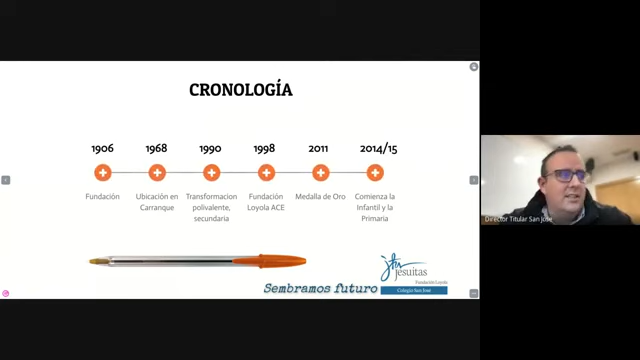 CRONOLOGÍA
1906
1968
1990
1998
2011
2014/15
Fundación
Ubicación en
Carranque
Transformacion
polivalente,
secundaria
Fundación
Loyola ACE
Medalla de Oro
Comienza la
Infantil y la
Primaria
Sembramos futuro
jesuitas
Fundación Loyola
Colegio San José
Director Titular San José